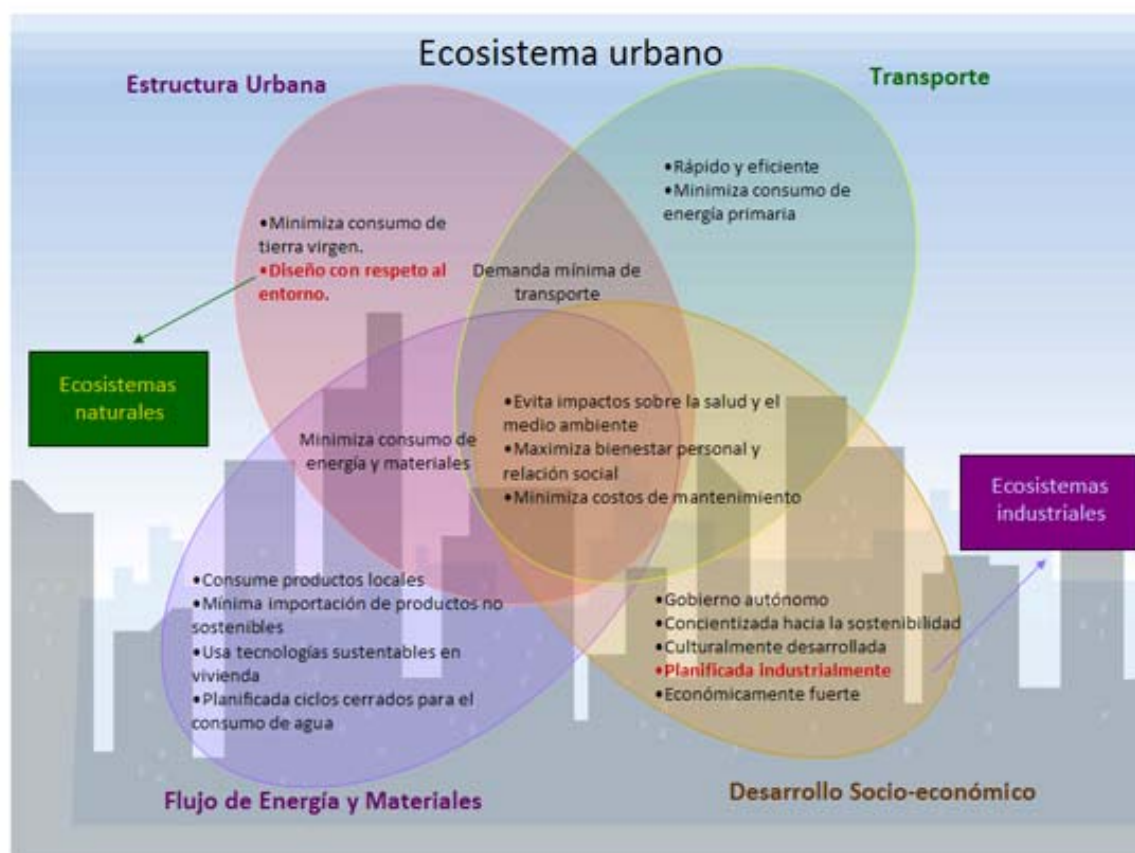 Ecosistema urbano
Estructura Urbana
Transporte
•Rápido y eficiente
•Minimiza consumo de
energía primaria
•Minimiza consumo de
tierra virgen.
•Diseño con respeto al
entorno.
Demanda mínima de
transporte
Ecosistemas
naturales
•Evita impactos sobre la salud y el
medio ambiente
•Maximiza bienestar personal y
relación social
•Minimiza costos de mantenimiento
Minimiza consumo de
energía y materiales
Ecosistemas
industriales
•Consume productos locales
•Mínima importación de productos no
sostenibles
•Usa tecnologías sustentables en
vivienda
•Planificada ciclos cerrados para el
consumo de agua
•Gobierno autónomo
•Concientizada hacia la sostenibilidad
•Culturalmente desarrollada
•Planificada industrialmente
•Económicamente fuerte
Flujo de Energía y Materiales
Desarrollo Socio-económico